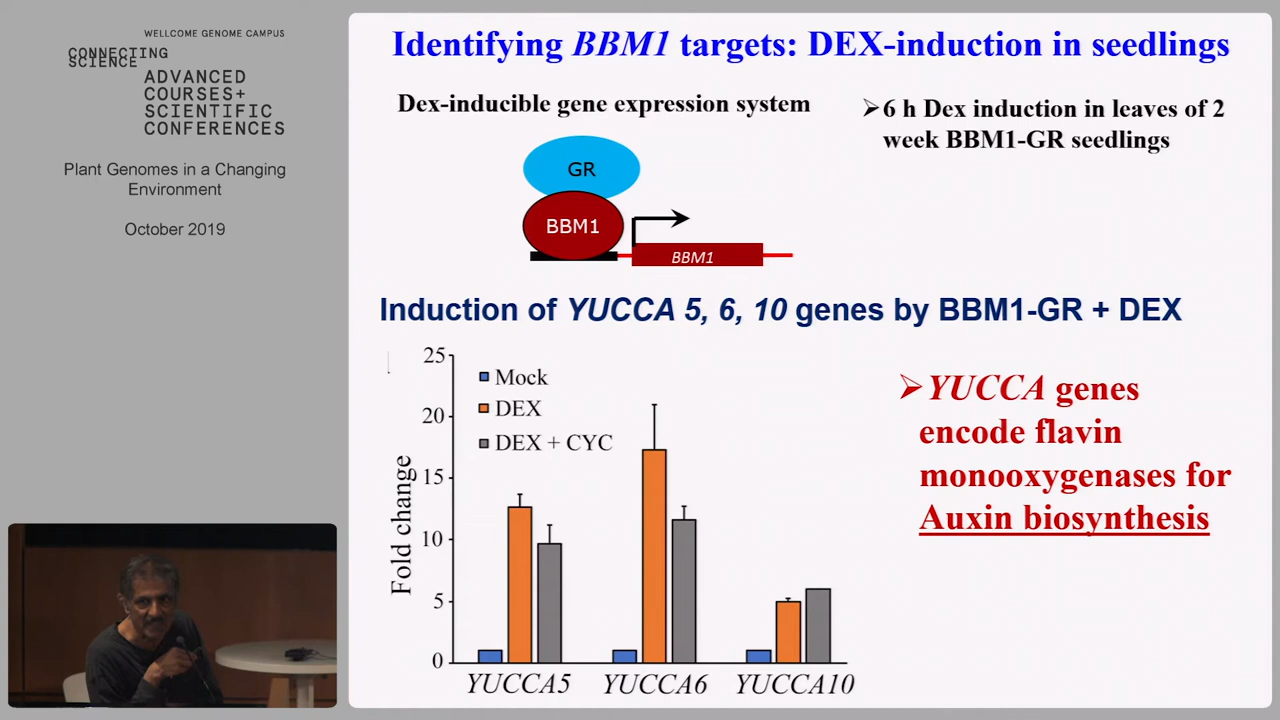 WELLCOME GENOME CAMPUS
CONNECTING
SCIENCE
ADVANCED
COURSES+
SCIENTIFIC
CONFERENCES
Plant Genomes in a Changing
Environment
October 2019
Identifying BBM1 targets: DEX-induction in seedlings
Dex-inducible gene expression system
➢6 h Dex induction in leaves of 2
week BBM1-GR seedlings
GR
BBM1
BBM1
Induction of YUCCA 5, 6, 10 genes by BBM1-GR + DEX
25
20
15
10
5
0
Fold change
Mock
DEX
DEX + CYC
YUCCA5
YUCCA6
YUCCA10
➢YUCCA genes
encode flavin
monooxygenases for
Auxin biosynthesis